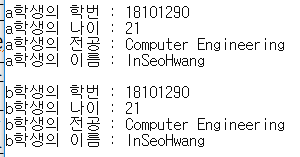 a학생의 학번 : 18101290
a학생의 나이 : 21
a학생의 전공 : Computer Engineering
a학생의 이름 : InSeoHwang
b학생의 학번 : 18101290
b학생의 나이 : 21
b학생의 전공 : Computer Engineering
b학생의 이름 : InSeoHwang